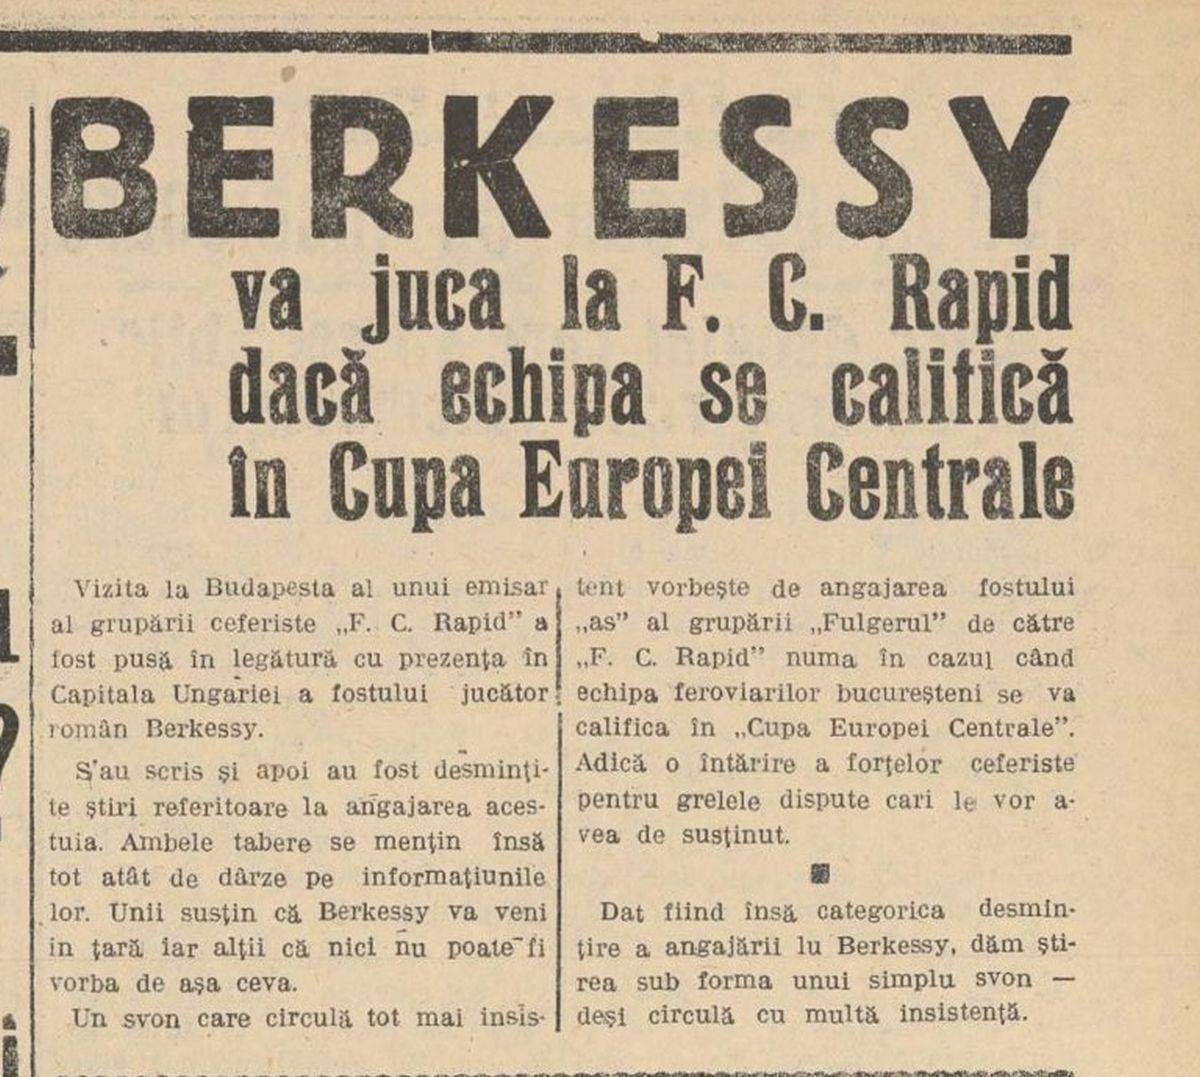 BERKESSY
va juca la F. C. Rapid
dacă echipa se califică
în Cupa Europei Centrale
Vizita la Budapesta al unui emisar
al grupării ceferiste „F. C. Rapid” a
fost pusă în legătură cu prezența în
Capitala Ungariei a fostului jucător
român Berkessy.
S'au scris și apoi au fost desminți-
te știri referitoare la angajarea aces-
tuia. Ambele tabere se mențin însă
tot atât de dârze pe informațiunile
lor. Unii susțin că Berkessy va veni
in țară iar alții că nici nu poate fi
vorba de așa ceva.
Un svon care circulă tot mai insis-
tent vorbește de angajarea fostului
„as” al grupării „Fulgerul” de către
„F. C. Rapid” numa în cazul când
echipa feroviarilor bucureșteni se va
califica în „Cupa Europei Centrale”.
Adică o întărire a forțelor ceferiste
pentru grelele dispute cari le vor a-
vea de susținut.
Dat fiind însă categorica desmin-
țire a angajării lu Berkessy, dăm ști-
rea sub forma unui simplu svon —
deși circulă cu multă insistență.